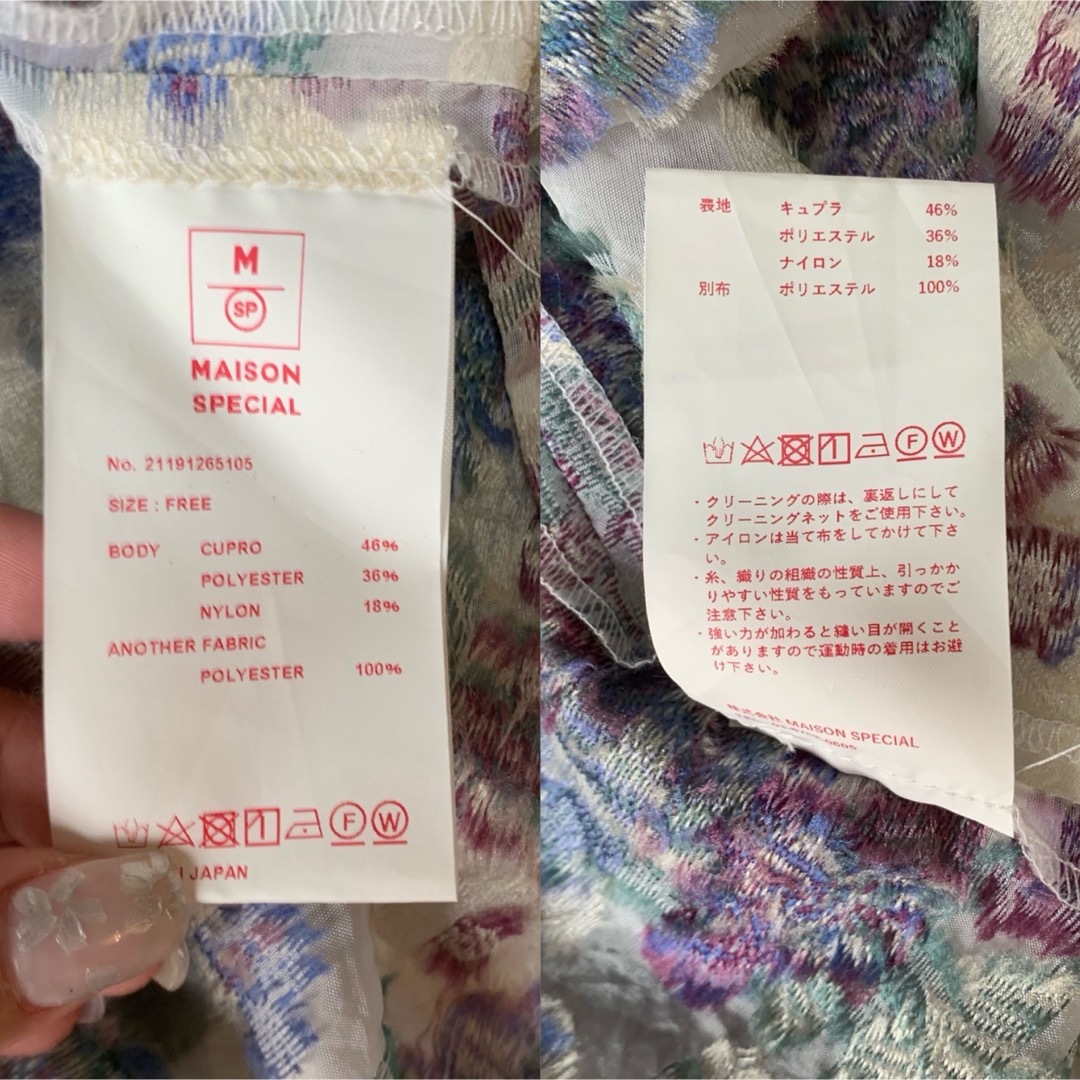 M
SP
MAISON
SPECIAL
No. 21191265105
SIZE : FREE
BODY CUPRO 46%
POLYESTER 36%
NYLON 18%
ANOTHER FABRIC
POLYESTER 100%
1 F W
JAPAN
表地 キュプラ 46%
ポリエステル 36%
ナイロン 18%
別布 ポリエステル 100%
1 F W
・クリーニングの際は、裏返しにして
クリーニングネットをご使用下さい。
・アイロンは当て布をしてかけて下さ
い。
・糸、織りの組織の性質上、引っかか
りやすい性質をもっていますのでご
注意下さい。
・強い力が加わると縫い目が開くこと
がありますので運動時の着用はお避
け下さい。
株式会社 MAISON SPECIAL